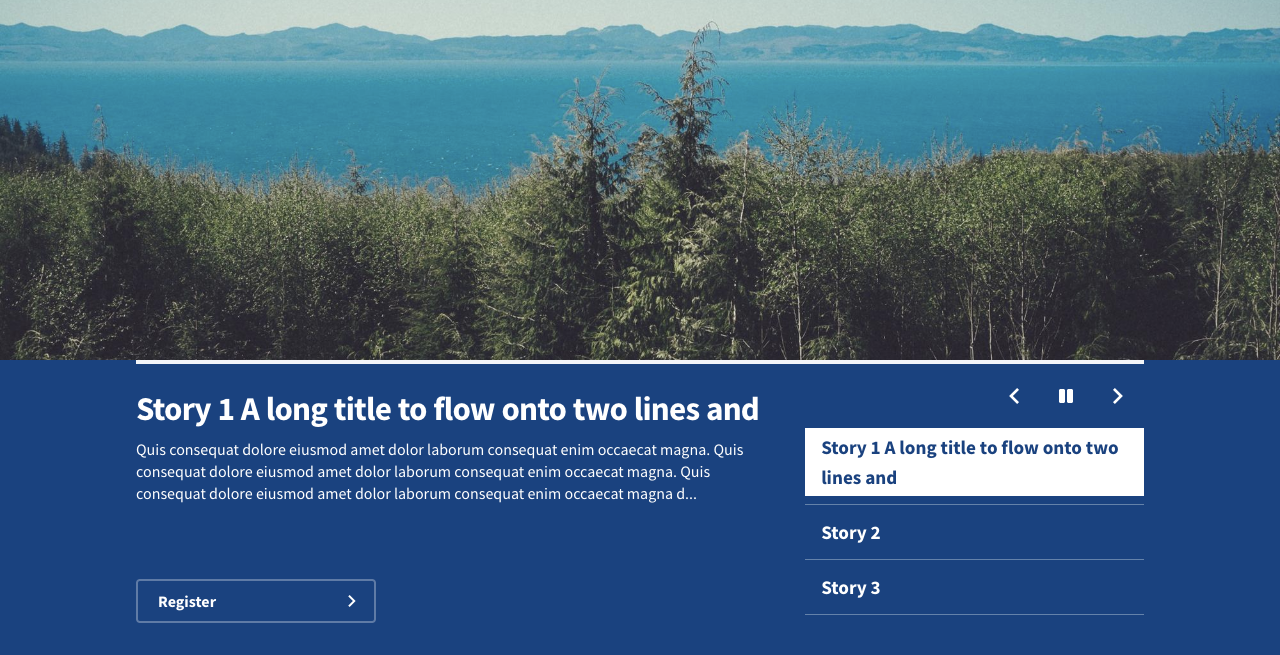 Story 1 A long title to flow onto two lines and
Quis consequat dolore eiusmod amet dolor laborum consequat enim occaecat magna. Quis
consequat dolore eiusmod amet dolor laborum consequat enim occaecat magna. Quis
consequat dolore eiusmod amet dolor laborum consequat enim occaecat magna d...
Register
Story 1 A long title to flow onto two
lines and
Story 2
Story 3